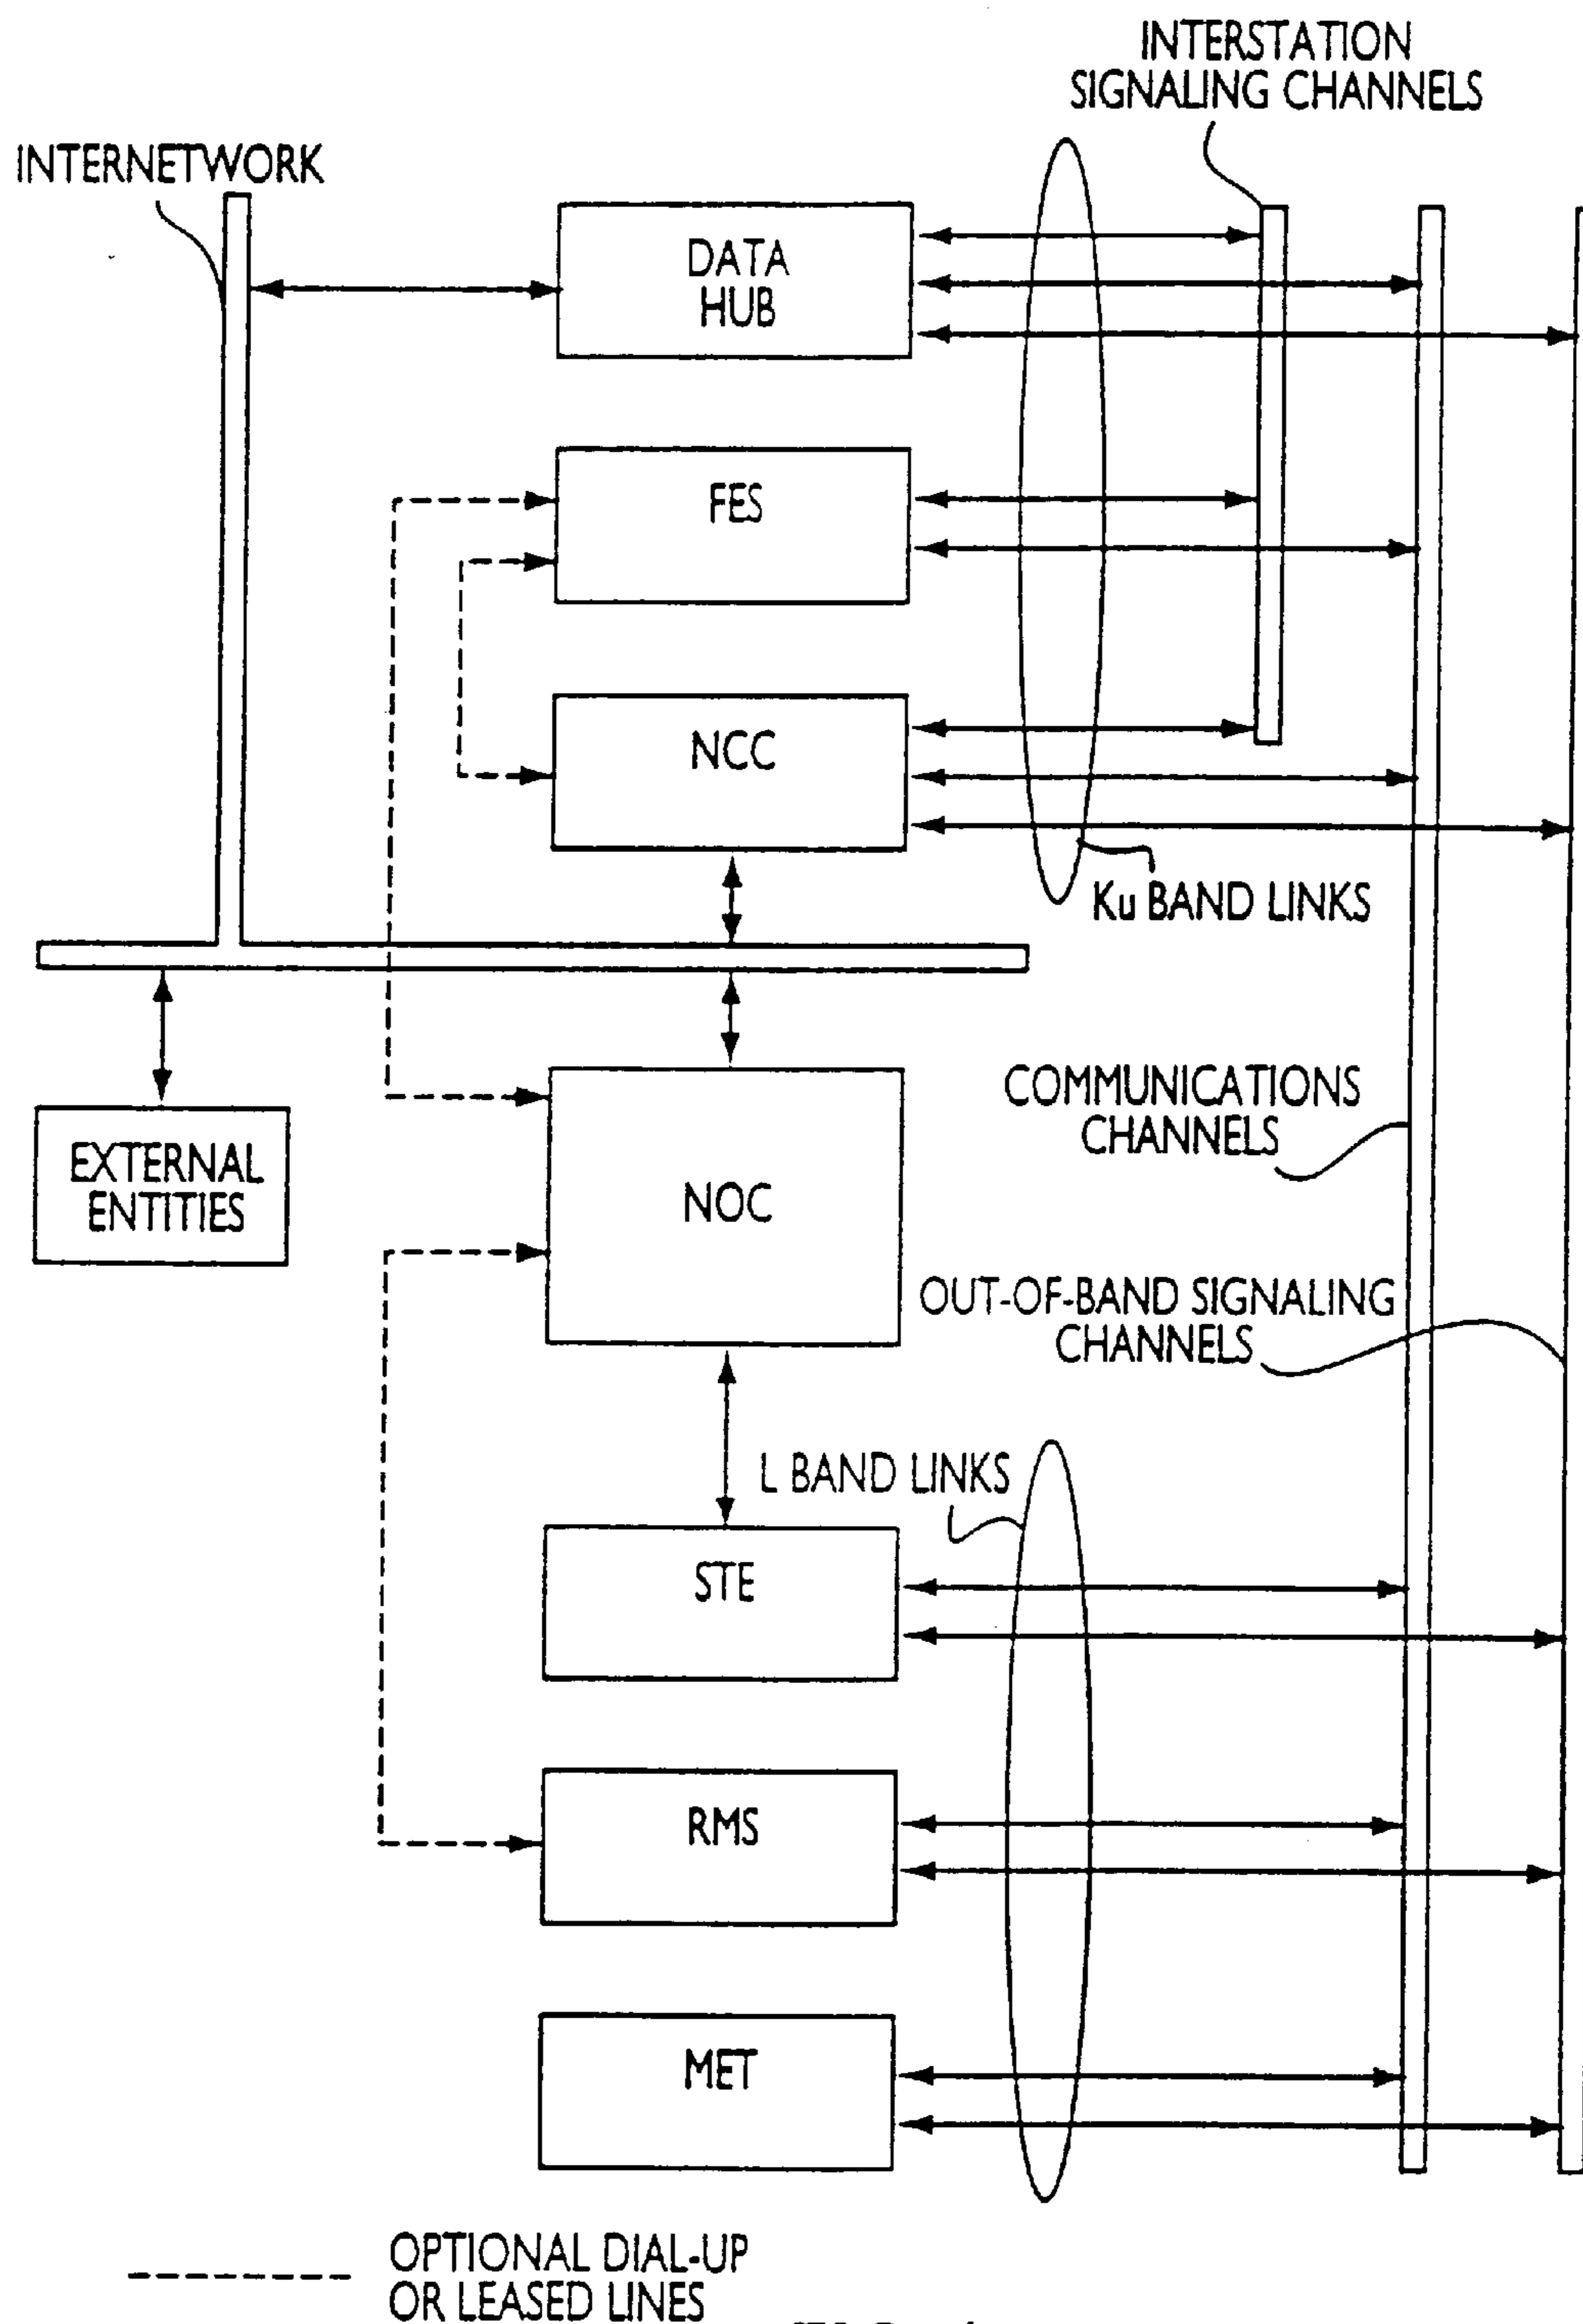 INTERSTATION
SIGNALING CHANNELS
INTERNETWORK
DATA
HUB
FES
NCC
Ku BAND LINKS
COMMUNICATIONS
CHANNELS
EXTERNAL
ENTITIES
NOC
OUT-OF-BAND SIGNALING
CHANNELS
L BAND LINKS
STE
RMS
MET
OPTIONAL DIAL-UP
OR LEASED LINES